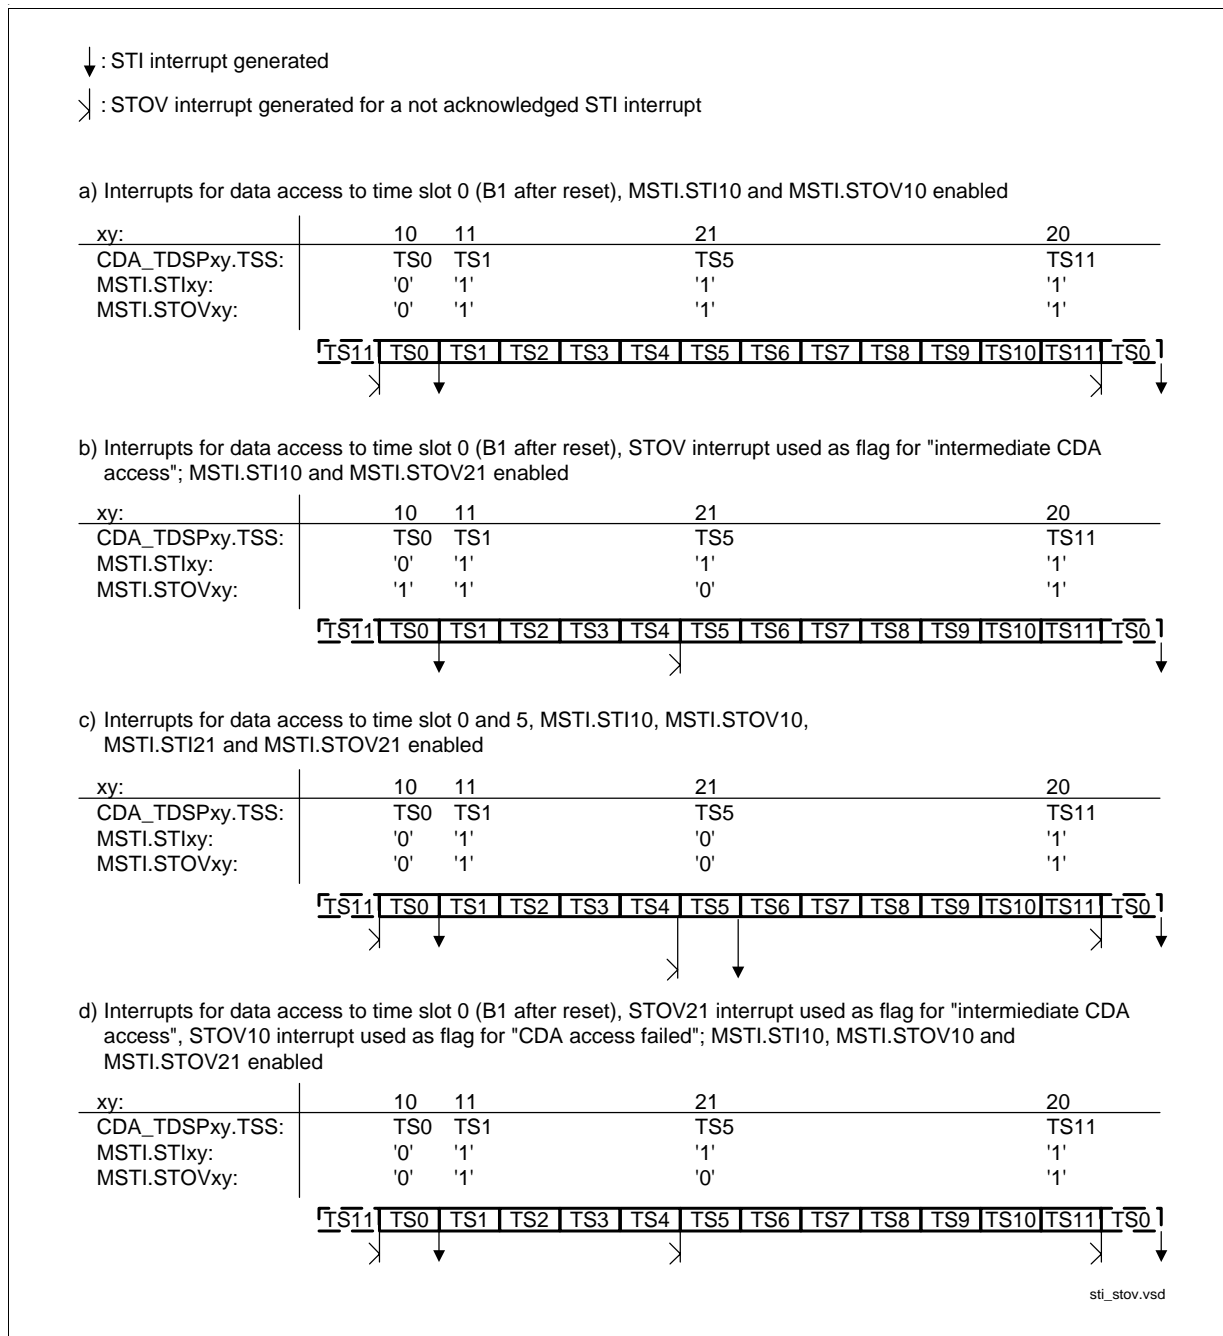 : STI interrupt generated
: STOV interrupt generated for a not acknowledged STI interrupt
a) Interrupts for data access to time slot 0 (B1 after reset), MSTI.STI10 and MSTI.STOV10 enabled
xy: 10 11 21 20
CDA_TDSPxy.TSS: TS0 TS1 TS5 TS11
MSTI.STIxy: '0' '1' '1' '1'
MSTI.STOVxy: '0' '1' '1' '1'
TS11 TS0 TS1 TS2 TS3 TS4 TS5 TS6 TS7 TS8 TS9 TS10 TS11 TS0
b) Interrupts for data access to time slot 0 (B1 after reset), STOV interrupt used as flag for "intermediate CDA
access"; MSTI.STI10 and MSTI.STOV21 enabled
xy: 10 11 21 20
CDA_TDSPxy.TSS: TS0 TS1 TS5 TS11
MSTI.STIxy: '0' '1' '1' '1'
MSTI.STOVxy: '1' '1' '0' '1'
TS11 TS0 TS1 TS2 TS3 TS4 TS5 TS6 TS7 TS8 TS9 TS10 TS11 TS0
c) Interrupts for data access to time slot 0 and 5, MSTI.STI10, MSTI.STOV10,
MSTI.STI21 and MSTI.STOV21 enabled
xy: 10 11 21 20
CDA_TDSPxy.TSS: TS0 TS1 TS5 TS11
MSTI.STIxy: '0' '1' '0' '1'
MSTI.STOVxy: '0' '1' '0' '1'
TS11 TS0 TS1 TS2 TS3 TS4 TS5 TS6 TS7 TS8 TS9 TS10 TS11 TS0
d) Interrupts for data access to time slot 0 (B1 after reset), STOV21 interrupt used as flag for "intermiediate CDA
access", STOV10 interrupt used as flag for "CDA access failed"; MSTI.STI10, MSTI.STOV10 and
MSTI.STOV21 enabled
xy: 10 11 21 20
CDA_TDSPxy.TSS: TS0 TS1 TS5 TS11
MSTI.STIxy: '0' '1' '1' '1'
MSTI.STOVxy: '0' '1' '0' '1'
TS11 TS0 TS1 TS2 TS3 TS4 TS5 TS6 TS7 TS8 TS9 TS10 TS11 TS0
sti_stov.vsd